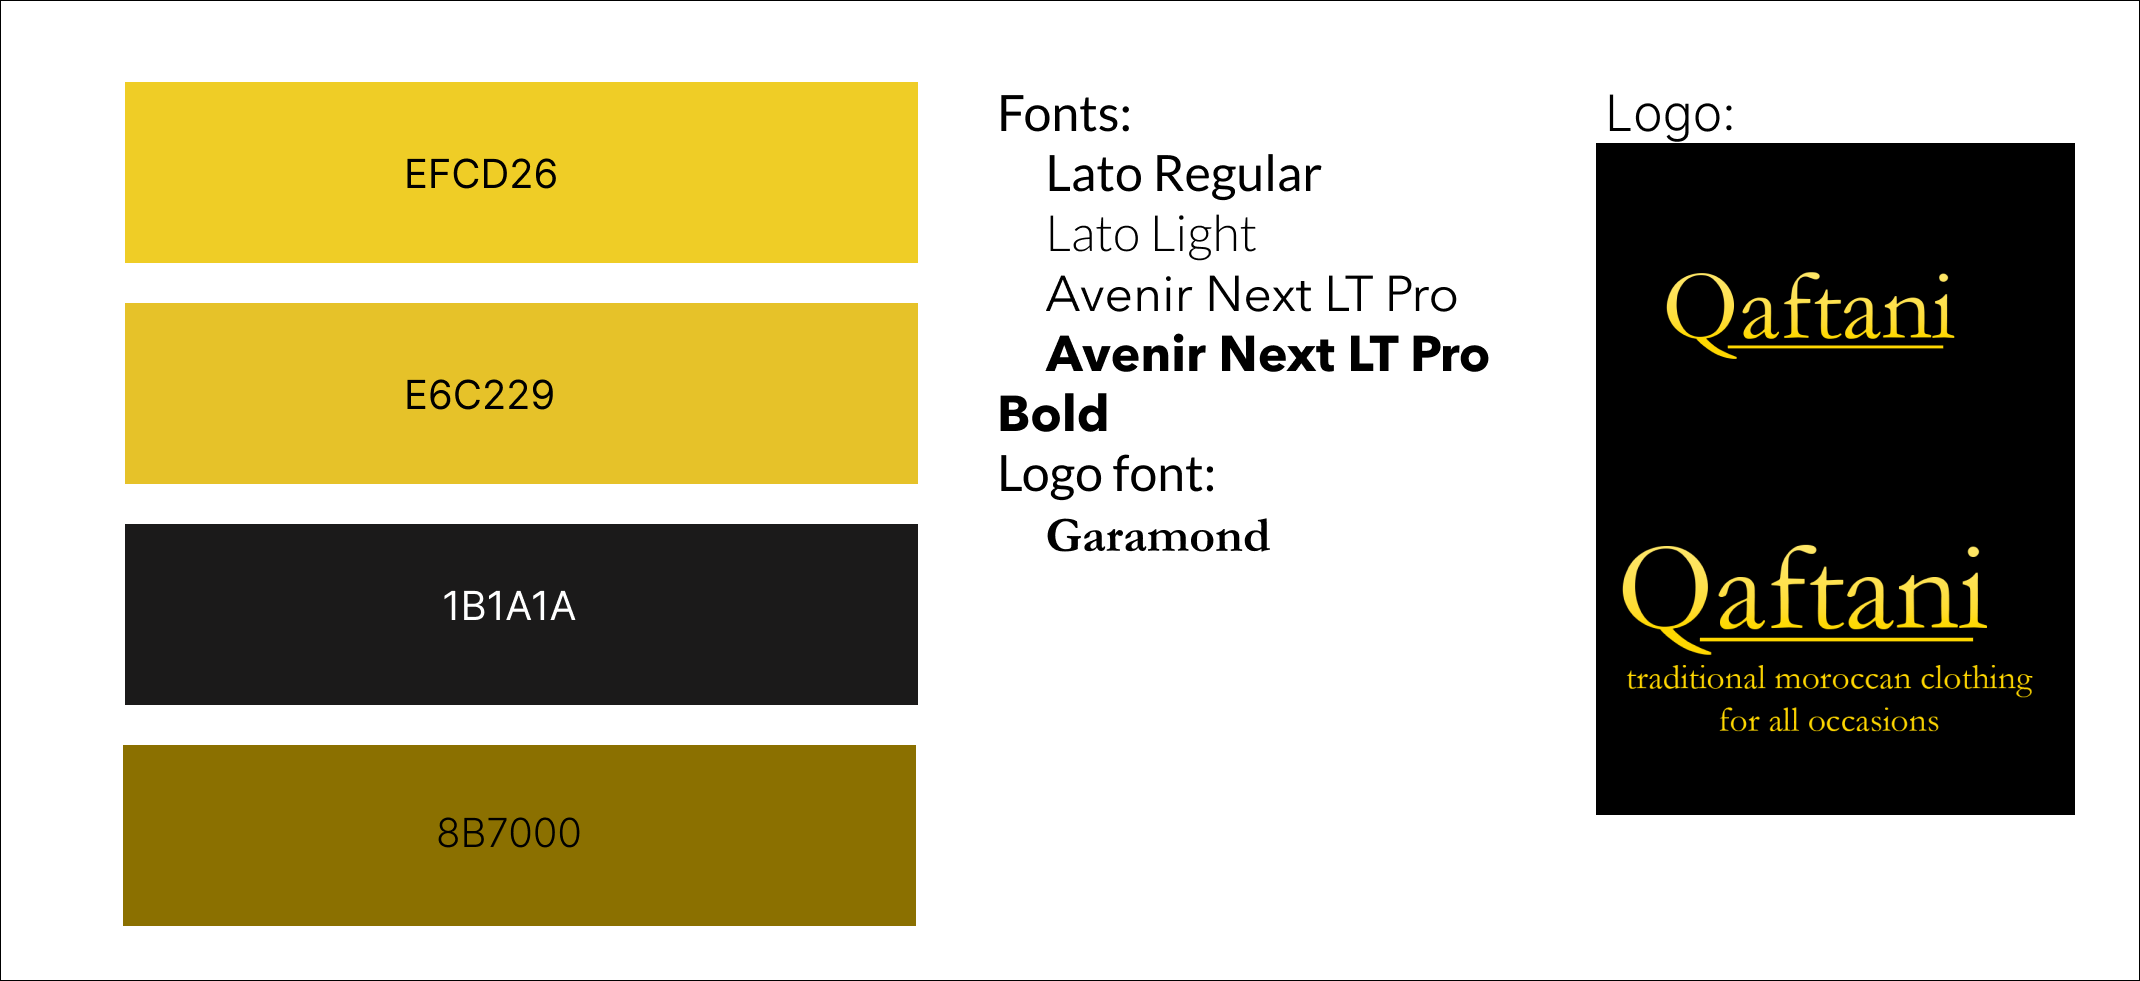 EFCD26
E6C229
1B1A1A
8B7000
Fonts:
Lato Regular
Lato Light
Avenir Next LT Pro
Avenir Next LT Pro
Bold
Logo font:
Garamond
Logo:
Qaftani
Qaftani
traditional moroccan clothing
for all occasions